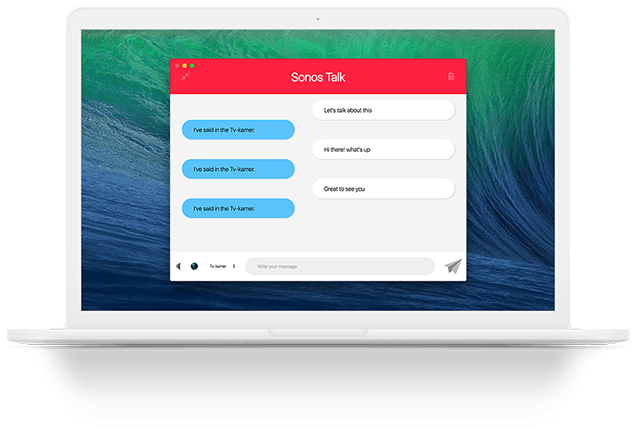 Sonos Talk
Let's talk about this
I've said in the Tv-kamer.
Hi there! what's up
I've said in the Tv-kamer.
Great to see you
I've said in the Tv-kamer.
Tv-kamer
Write your message